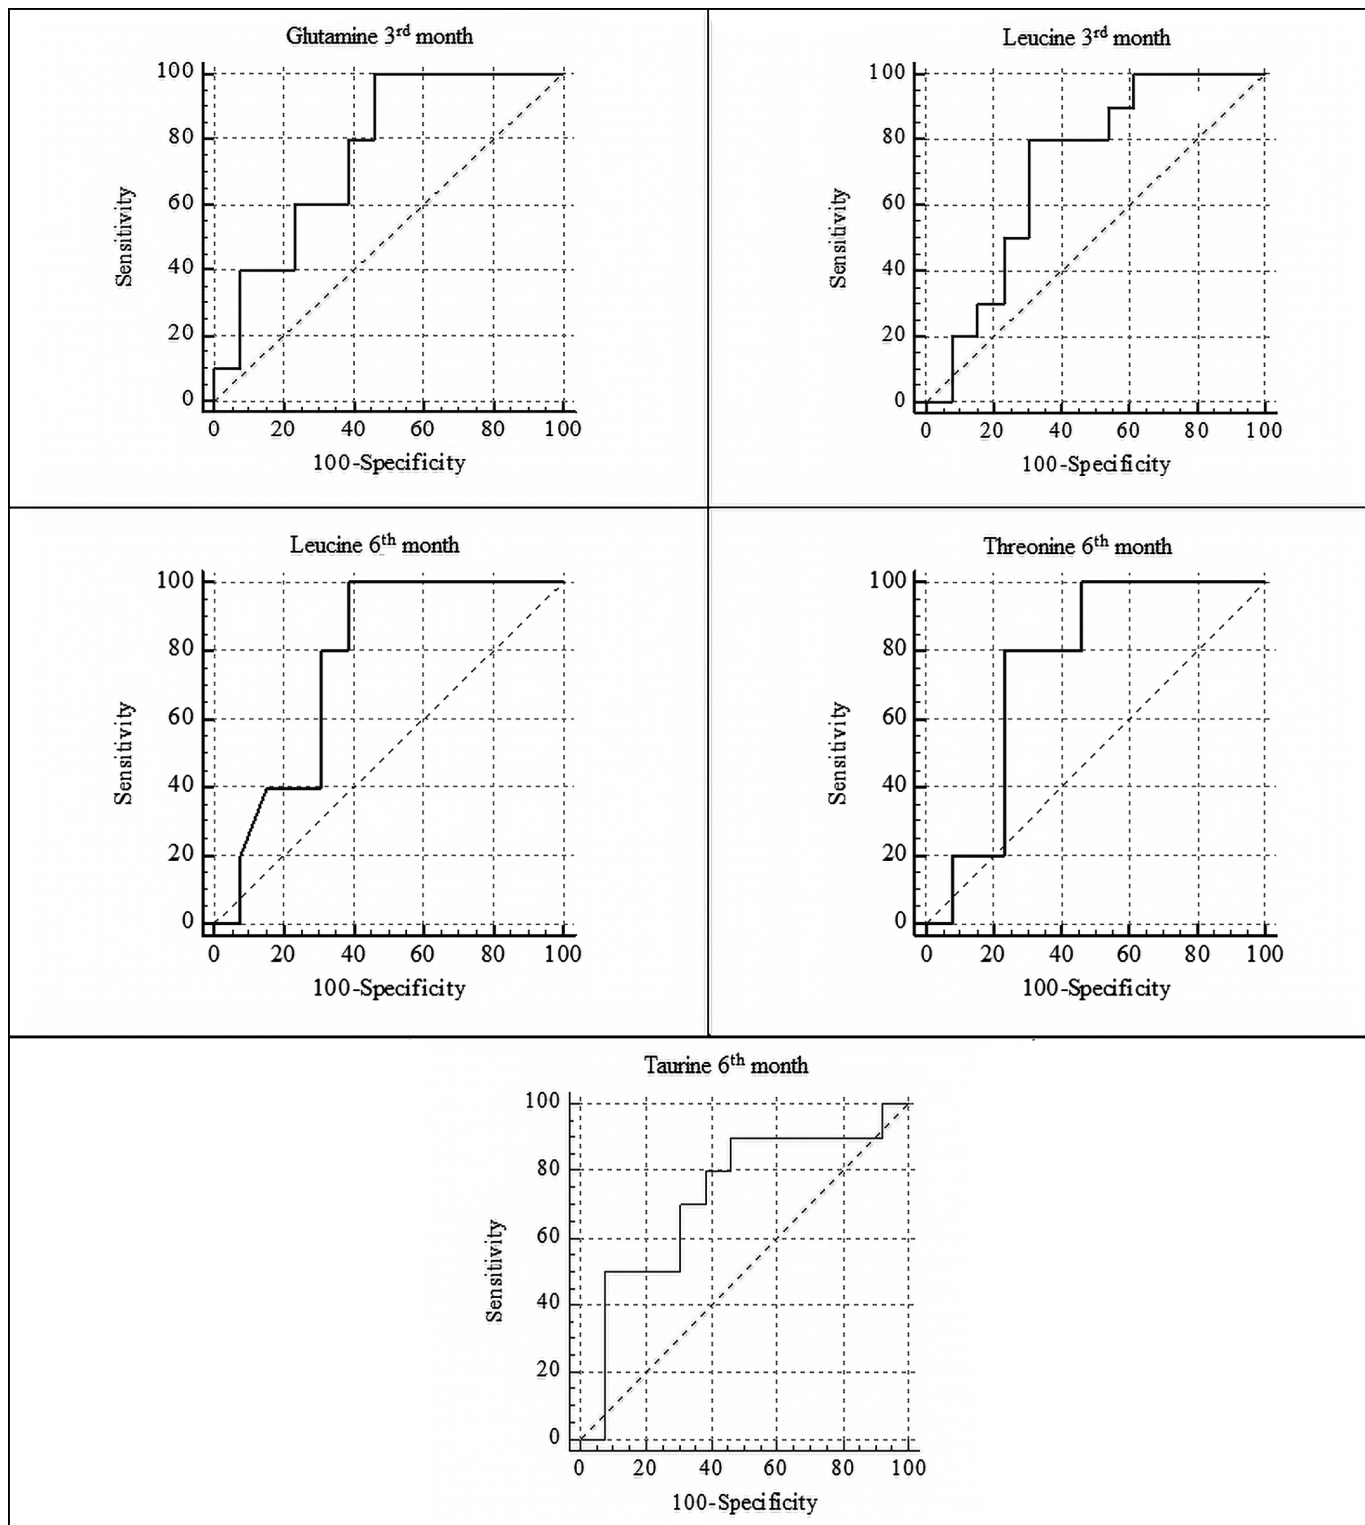 Glutamine 3rd month
100
80
60
40
20
0
Sensitivity
0 20 40 60 80 100
100-Specificity
Leucine 3rd month
100
80
60
40
20
0
Sensitivity
0 20 40 60 80 100
100-Specificity
Leucine 6th month
100
80
60
40
20
0
Sensitivity
0 20 40 60 80 100
100-Specificity
Threonine 6th month
100
80
60
40
20
0
Sensitivity
0 20 40 60 80 100
100-Specificity
Taurine 6th month
100
80
60
40
20
0
Sensitivity
0 20 40 60 80 100
100-Specificity